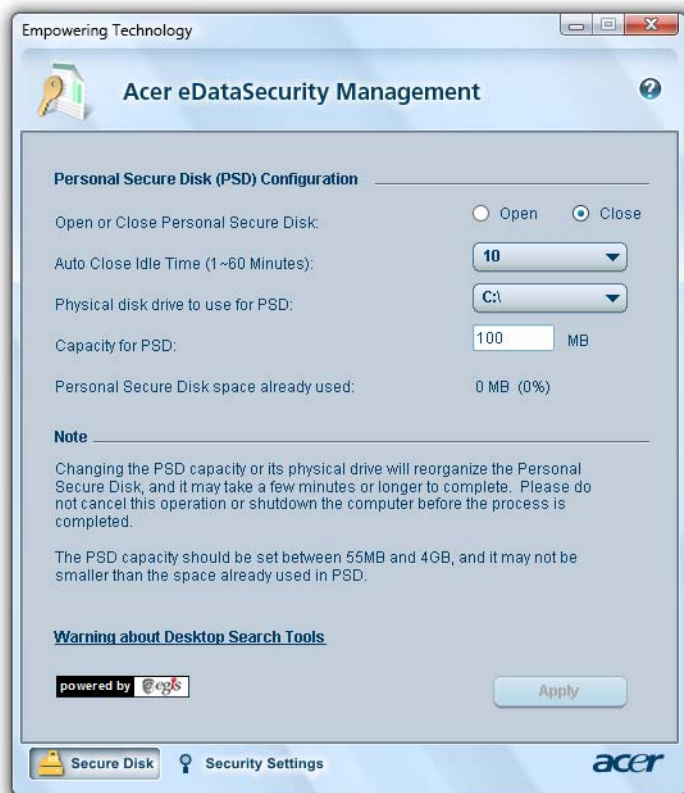 Empowering Technology
Acer eDataSecurity Management
?
Personal Secure Disk (PSD) Configuration
Open or Close Personal Secure Disk:
Open
Close
Auto Close Idle Time (1~60 Minutes):
10
Physical disk drive to use for PSD:
C:\
Capacity for PSD:
100
MB
Personal Secure Disk space already used:
0 MB (0%)
Note
Changing the PSD capacity or its physical drive will reorganize the Personal
Secure Disk, and it may take a few minutes or longer to complete. Please do
not cancel this operation or shutdown the computer before the process is
completed.
The PSD capacity should be set between 55MB and 4GB, and it may not be
smaller than the space already used in PSD.
Warning about Desktop Search Tools
powered by egis
Apply
Secure Disk
Security Settings
acer